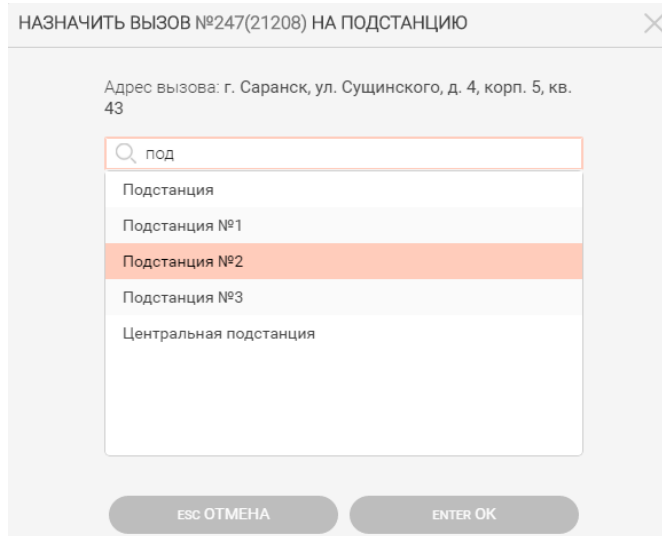 НАЗНАЧИТЬ ВЫЗОВ №247(21208) НА ПОДСТАНЦИЮ
Адрес вызова: г. Саранск, ул. Сущинского, д. 4, корп. 5, кв.
43
под
Подстанция
Подстанция №1
Подстанция №2
Подстанция №3
Центральная подстанция
ESC ОТМЕНА
ENTER ОК